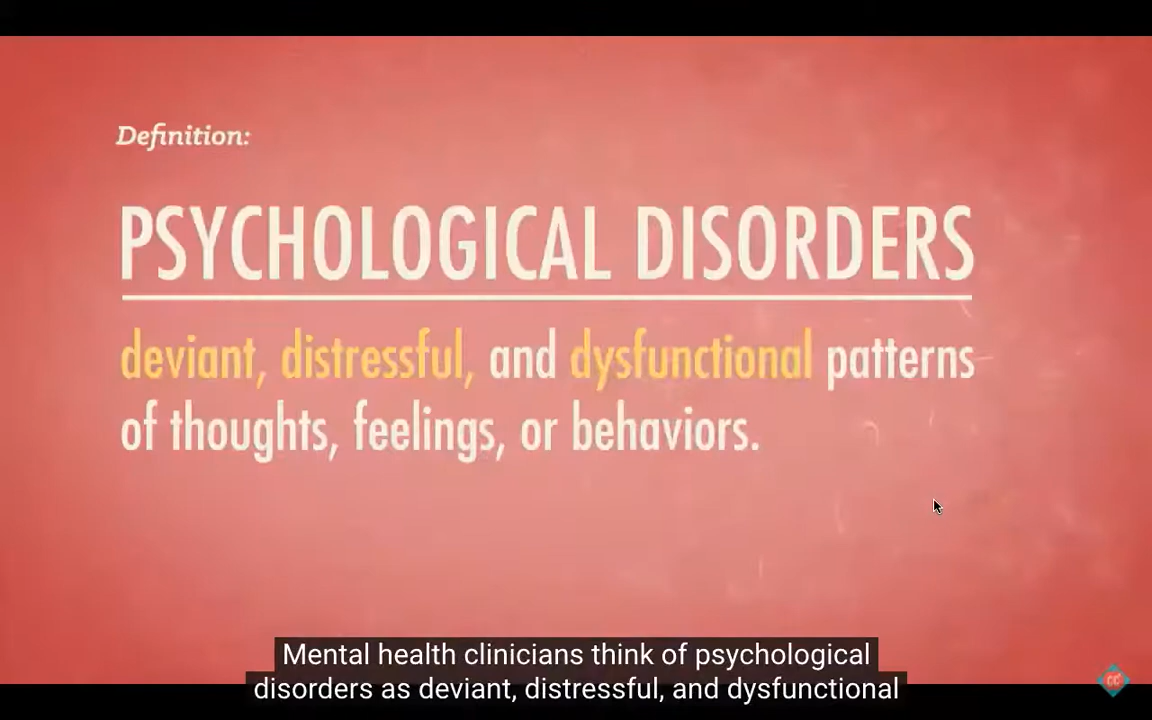 Definition:
PSYCHOLOGICAL DISORDERS
deviant, distressful, and dysfunctional patterns
of thoughts, feelings, or behaviors.
Mental health clinicians think of psychological
disorders as deviant, distressful, and dysfunctional
CC